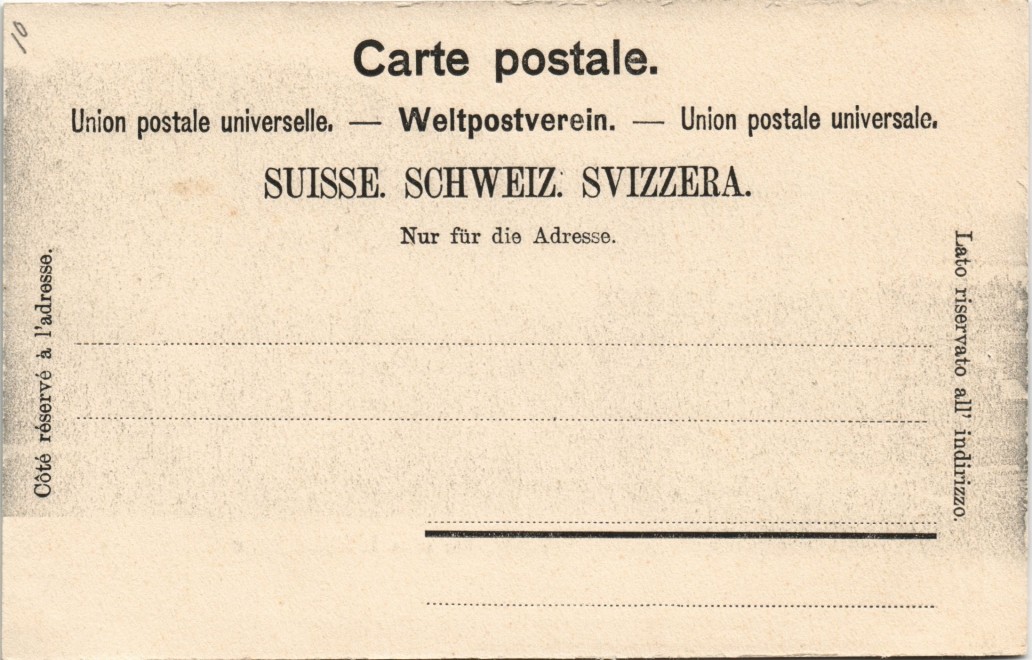 10
Carte postale.
Union postale universelle. — Weltpostverein. — Union postale universale.
SUISSE. SCHWEIZ. SVIZZERA.
Nur für die Adresse.
Côté réservé à l'adresse.
Lato riservato all' indirizzo.